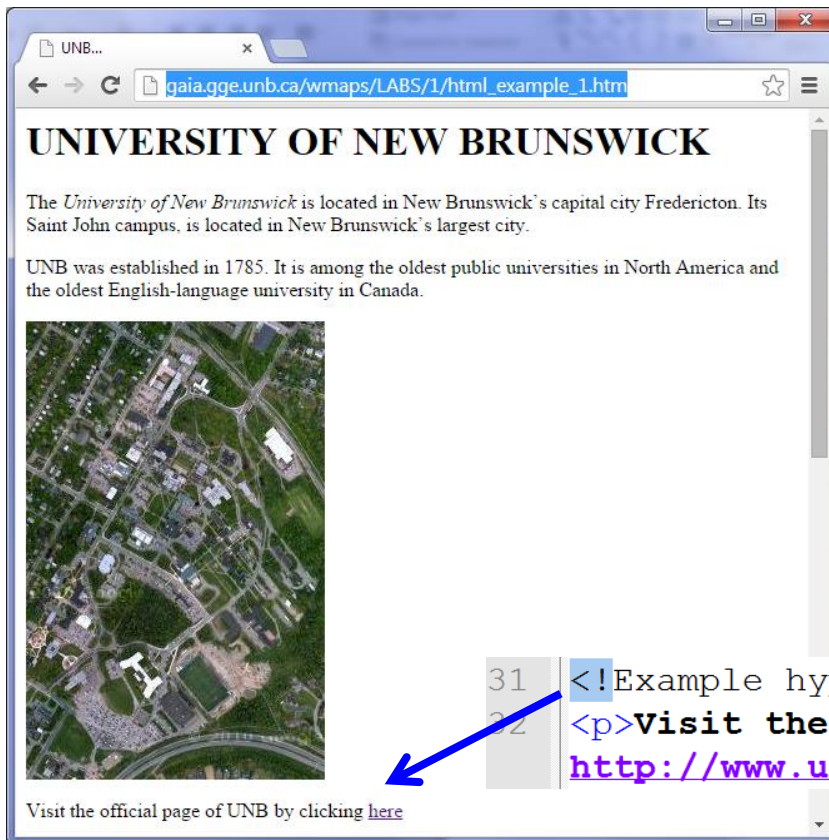 UNB...
gaia.gge.unb.ca/wmaps/LABS/1/html_example_1.htm
UNIVERSITY OF NEW BRUNSWICK
The University of New Brunswick is located in New Brunswick`s capital city Fredericton. Its
Saint John campus, is located in New Brunswick`s largest city.
UNB was established in 1785. It is among the oldest public universities in North America and
the oldest English-language university in Canada.
31 <!Example hy
32 <p>Visit the
http://www.u
Visit the official page of UNB by clicking here